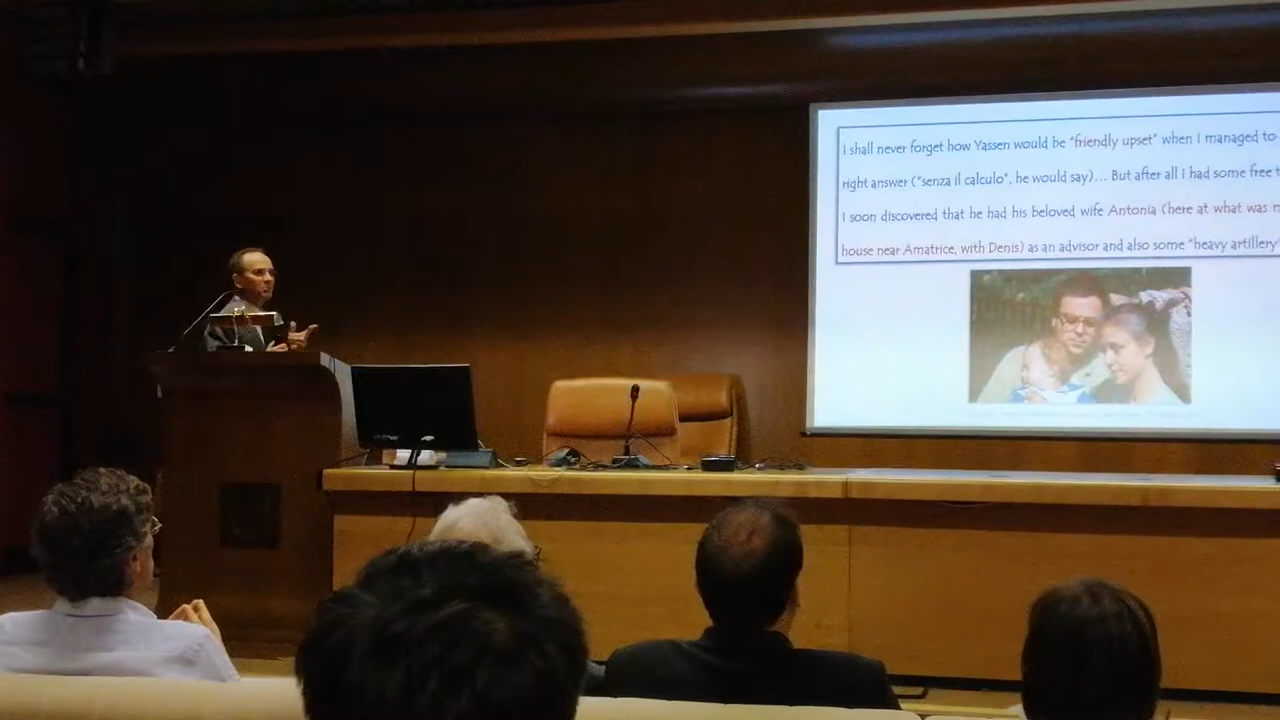 I shall never forget how Yassen would be "friendly upset" when I managed to
right answer ("senza il calculo", he would say)... But after all I had some free
I soon discovered that he had his beloved wife Antonia (here at what was
house near Amatrice, with Denis) as an advisor and also some "heavy artillery"